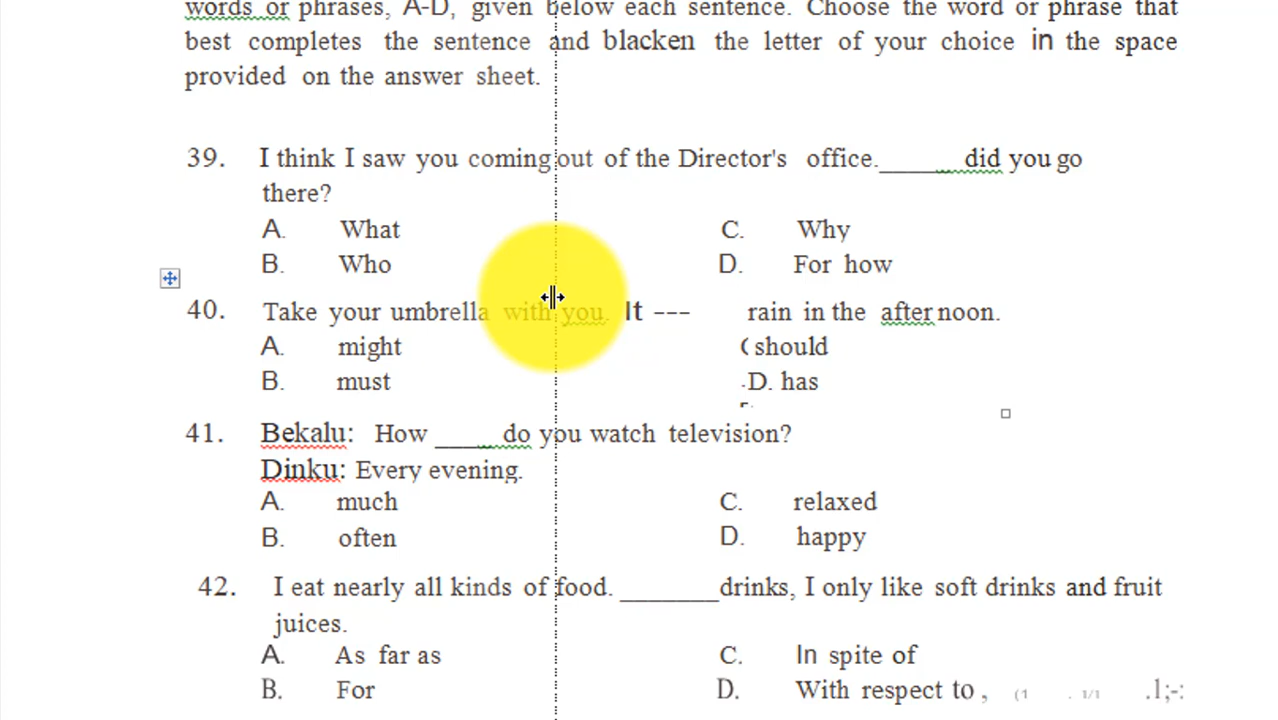 words or phrases, A-D, given below each sentence. Choose the word or phrase that
best completes the sentence and blacken the letter of your choice in the space
provided on the answer sheet.
39. I think I saw you coming out of the Director's office. _____ did you go
there?
A. What C. Why
B. Who D. For how
40. Take your umbrella with you. It --- rain in the after noon.
A. might ( should
B. must D. has
41. Bekalu: How _____ do you watch television?
Dinku: Every evening.
A. much C. relaxed
B. often D. happy
42. I eat nearly all kinds of food. _______ drinks, I only like soft drinks and fruit
juices.
A. As far as C. In spite of
B. For D. With respect to ,